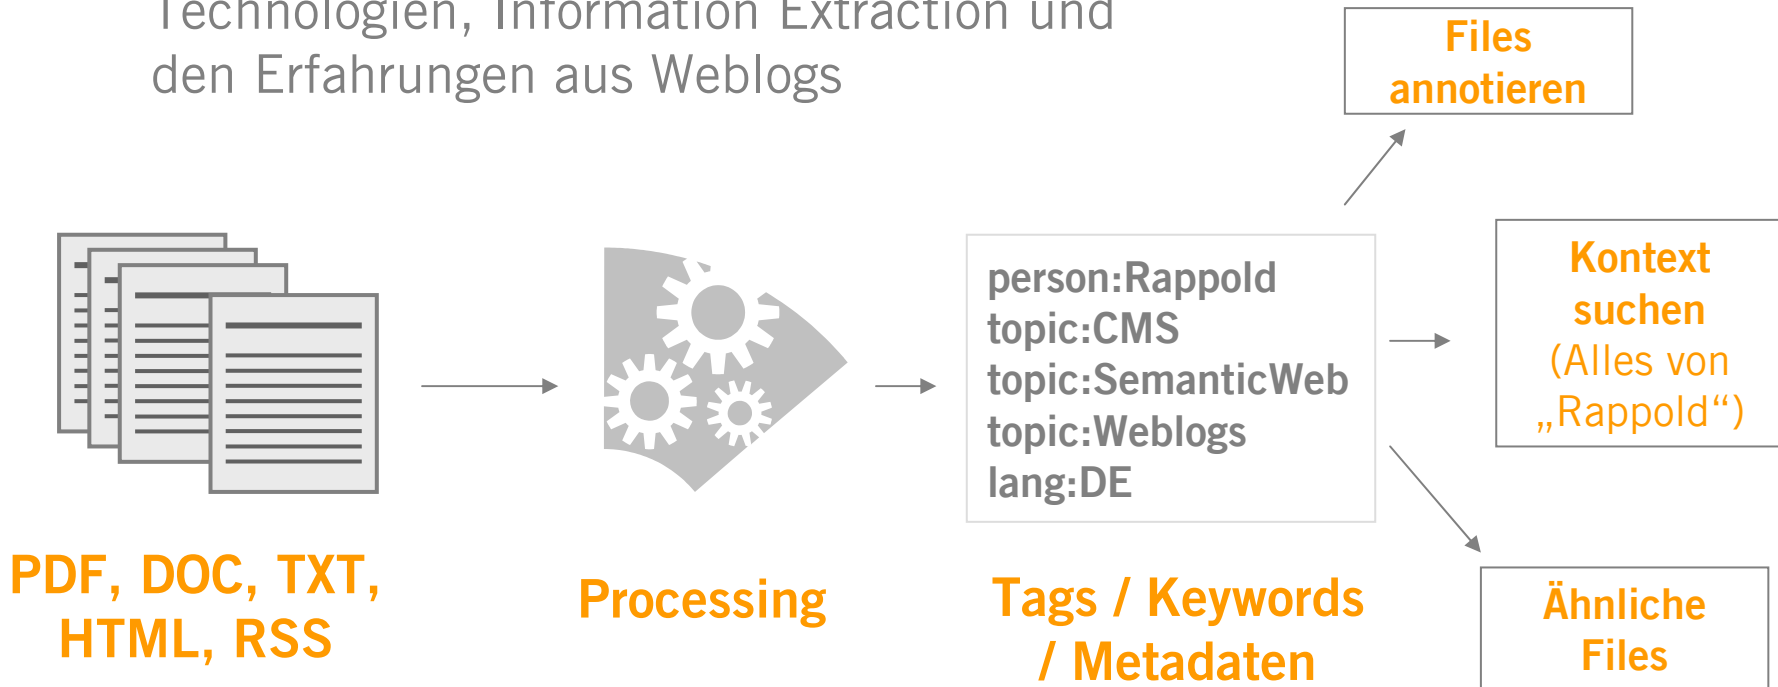 Technologien, Information Extraction und
den Erfahrungen aus Weblogs
Files
annotieren
person:Rappold
topic:CMS
topic:SemanticWeb
topic:Weblogs
lang:DE
Kontext
suchen
(Alles von
„Rappold“)
PDF, DOC, TXT,
HTML, RSS
Processing
Tags / Keywords
/ Metadaten
Ähnliche
Files